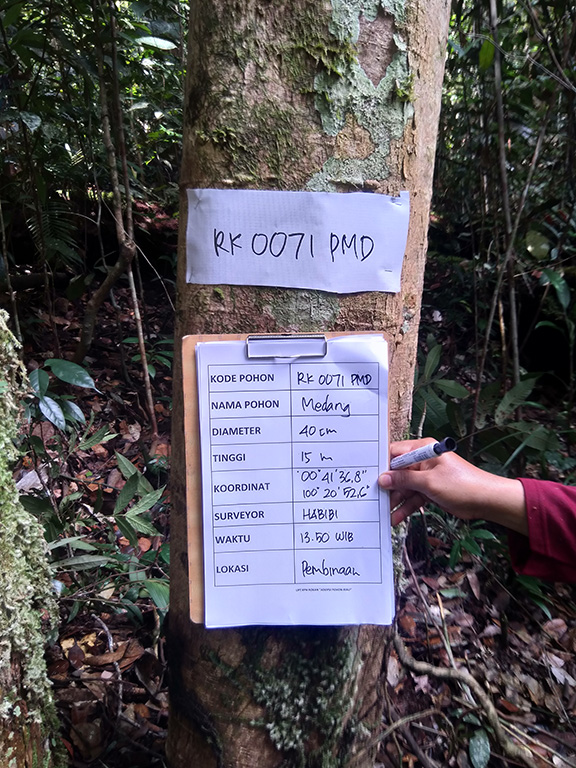 RK 0071 PMD
KODE POHON RK 0071 PMD
NAMA POHON Medang
DIAMETER 40 cm
TINGGI 15 m
KOORDINAT 00° 41' 36,8"
100° 20' 52,6"
SURVEYOR HABIBI
WAKTU 13.50 WIB
LOKASI Pembinaan